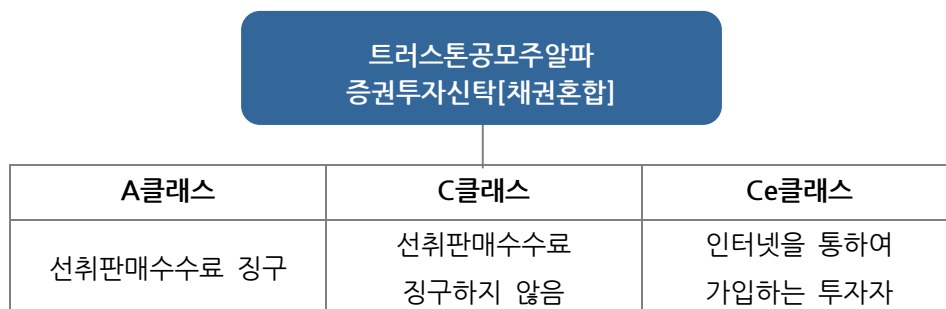 트러스톤공모주알파
증권투자신탁[채권혼합]
A클래스
C클래스
Ce클래스
선취판매수수료 징구
선취판매수수료
징구하지 않음
인터넷을 통하여
가입하는 투자자